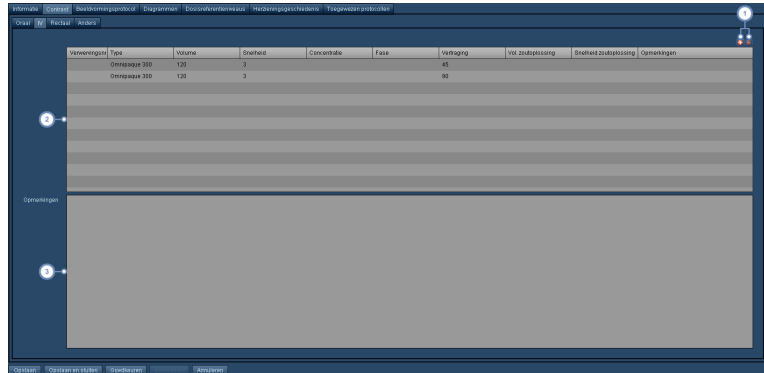 Informatie Contrast Beeldvormingsprotocol Diagrammen Dosisreferentieniveaus Herzieningsgeschiedenis Toegewezen protocollen
1
Oraal IV Rectaal Anders
Type Volume Snelheid Concentratie Fase Vertraging Vol. zoutoplossing Snelheid zoutoplossing Opmerkingen
Omnipaque 300 120 3 45
Omnipaque 300 120 3 90
2
Opmerkingen
3
Opslaan Opslaan en sluiten Goedkeuren Annuleren